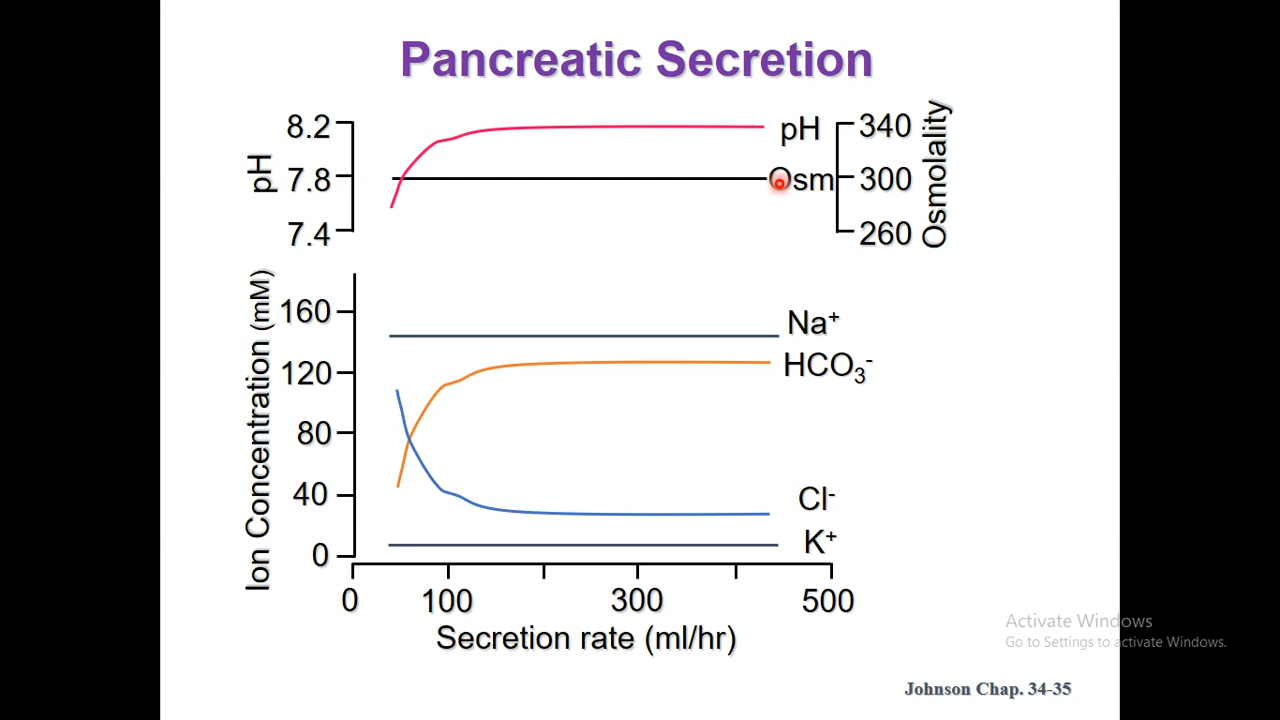 Pancreatic Secretion
8.2
7.8
7.4
pH
pH
Osm
340
300
260
Osmolality
Ion Concentration (mM)
160
120
80
40
0
Na⁺
HCO₃⁻
Cl⁻
K⁺
0 100 300 500
Secretion rate (ml/hr)
Activate Windows
Go to Settings to activate Windows.
Johnson Chap. 34-35